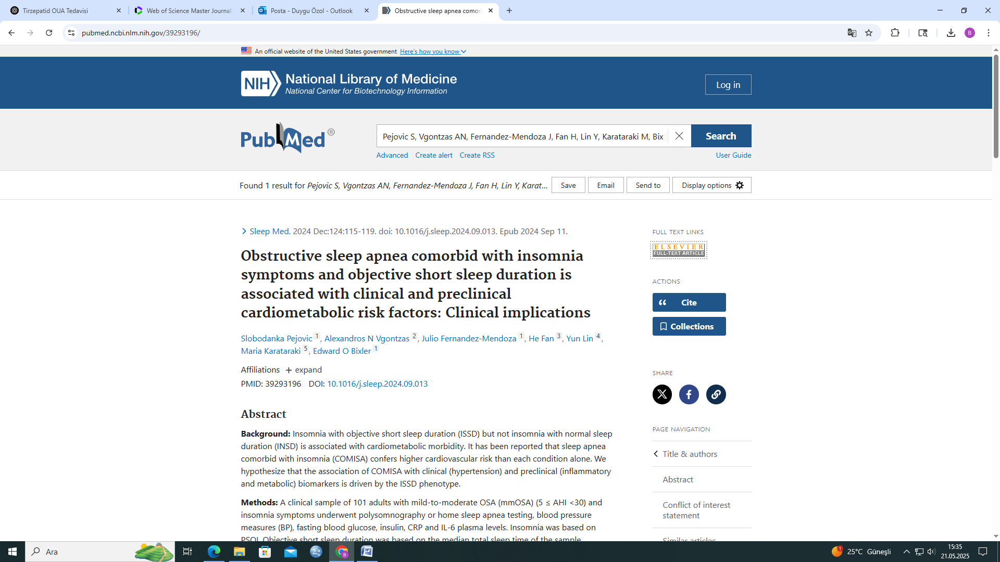 Tirzepatid OUA Tedavisi
Web of Science Master Journal
Posta - Duygu Özol - Outlook
Obstructive sleep apnea comor
pubmed.ncbi.nlm.nih.gov/39293196/
B
An official website of the United States government Here's how you know
NIH National Library of Medicine
National Center for Biotechnology Information
Log in
PubMed®
Pejovic S, Vgontzas AN, Fernandez-Mendoza J, Fan H, Lin Y, Karataraki M, Bix
Search
Advanced Create alert Create RSS
User Guide
Found 1 result for Pejovic S, Vgontzas AN, Fernandez-Mendoza J, Fan H, Lin Y, Karat...
Save
Email
Send to
Display options
Sleep Med. 2024 Dec:124:115-119. doi: 10.1016/j.sleep.2024.09.013. Epub 2024 Sep 11.
Obstructive sleep apnea comorbid with insomnia
symptoms and objective short sleep duration is
associated with clinical and preclinical
cardiometabolic risk factors: Clinical implications
Slobodanka Pejovic 1, Alexandros N Vgontzas 2, Julio Fernandez-Mendoza 1, He Fan 3, Yun Lin 4,
Maria Karataraki 5, Edward O Bixler 1
Affiliations + expand
PMID: 39293196 DOI: 10.1016/j.sleep.2024.09.013
Abstract
Background: Insomnia with objective short sleep duration (ISSD) but not insomnia with normal sleep
duration (INSD) is associated with cardiometabolic morbidity. It has been reported that sleep apnea
comorbid with insomnia (COMISA) confers higher cardiovascular risk than each condition alone. We
hypothesize that the association of COMISA with clinical (hypertension) and preclinical (inflammatory
and metabolic) biomarkers is driven by the ISSD phenotype.
Methods: A clinical sample of 101 adults with mild-to-moderate OSA (mmOSA) (5 ≤ AHI <30) and
insomnia symptoms underwent polysomnography or home sleep apnea testing, blood pressure
measures (BP), fasting blood glucose, insulin, CRP and IL-6 plasma levels. Insomnia was based on
PSQI. Objective short sleep duration was based on the median total sleep time of the sample
FULL TEXT LINKS
ELSEVIER
FULL-TEXT ARTICLE
ACTIONS
Cite
Collections
SHARE
PAGE NAVIGATION
Title & authors
Abstract
Conflict of interest
statement
Similar articles
Ara
B
1
25°C Güneşli
15:35
21.05.2025